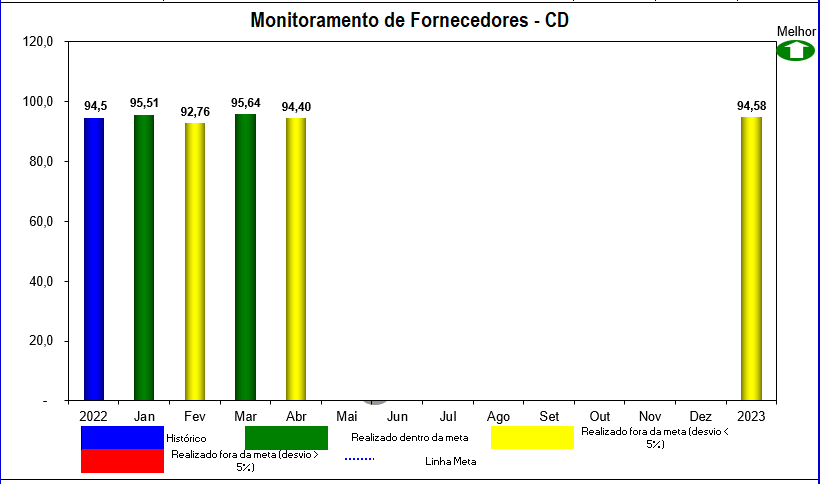 Monitoramento de Fornecedores - CD
Melhor
120,0
100,0
80,0
60,0
40,0
20,0
-
94,5
95,51
92,76
95,64
94,40
94,58
2022 Jan Fev Mar Abr Mai Jun Jul Ago Set Out Nov Dez 2023
Histórico
Realizado dentro da meta
Realizado fora da meta (desvio <
5%)
Realizado fora da meta (desvio >
5%)
Linha Meta